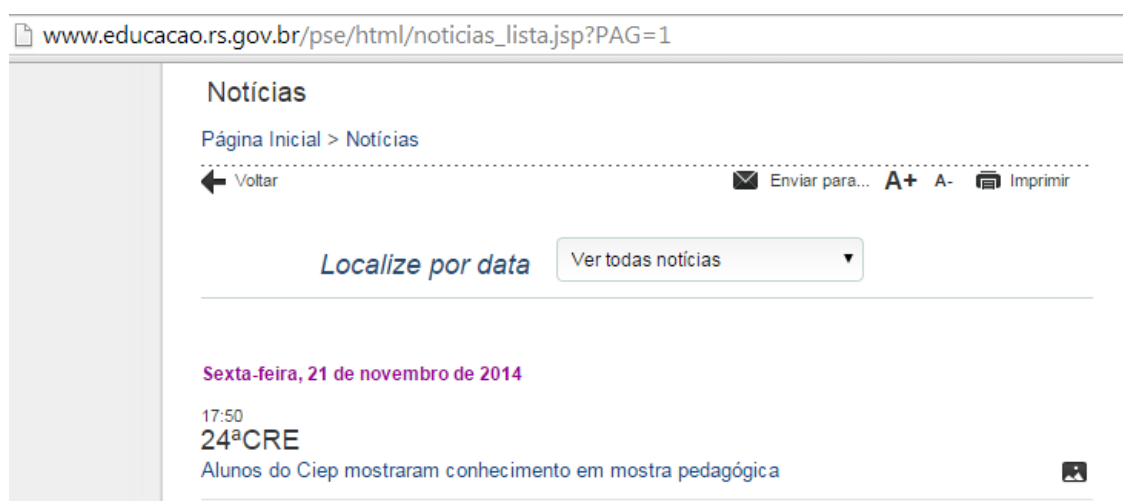 www.educacao.rs.gov.br/pse/html/noticias_lista.jsp?PAG=1
Notícias
Página Inicial > Notícias
Voltar Enviar para... A+ A- Imprimir
Localize por data Ver todas notícias
Sexta-feira, 21 de novembro de 2014
17:50
24ªCRE
Alunos do Ciep mostraram conhecimento em mostra pedagógica